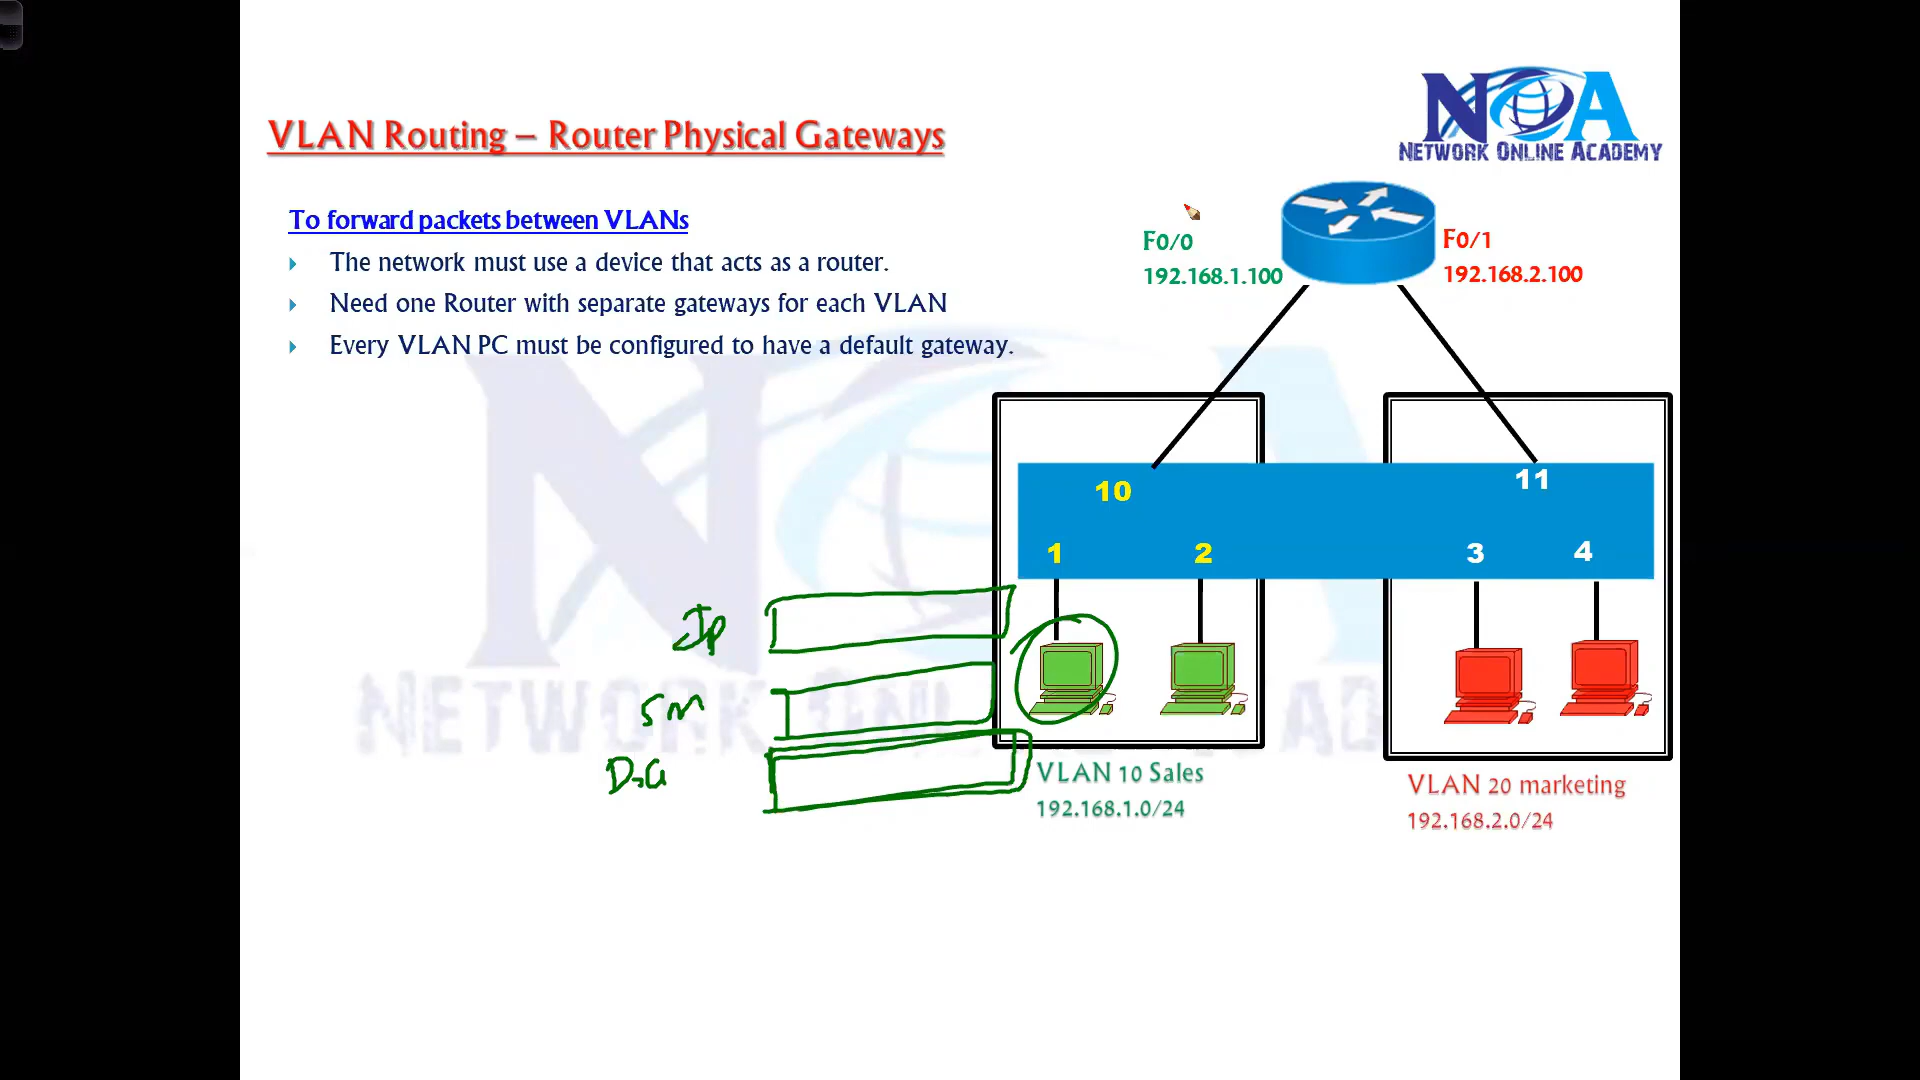 VLAN Routing – Router Physical Gateways
NOA
NETWORK ONLINE ACADEMY
To forward packets between VLANs
The network must use a device that acts as a router.
Need one Router with separate gateways for each VLAN
Every VLAN PC must be configured to have a default gateway.
F0/0
192.168.1.100
F0/1
192.168.2.100
10
11
1
2
3
4
IP
SM
D.G
VLAN 10 Sales
192.168.1.0/24
VLAN 20 marketing
192.168.2.0/24
NETWORK ONLINE ACADEMY